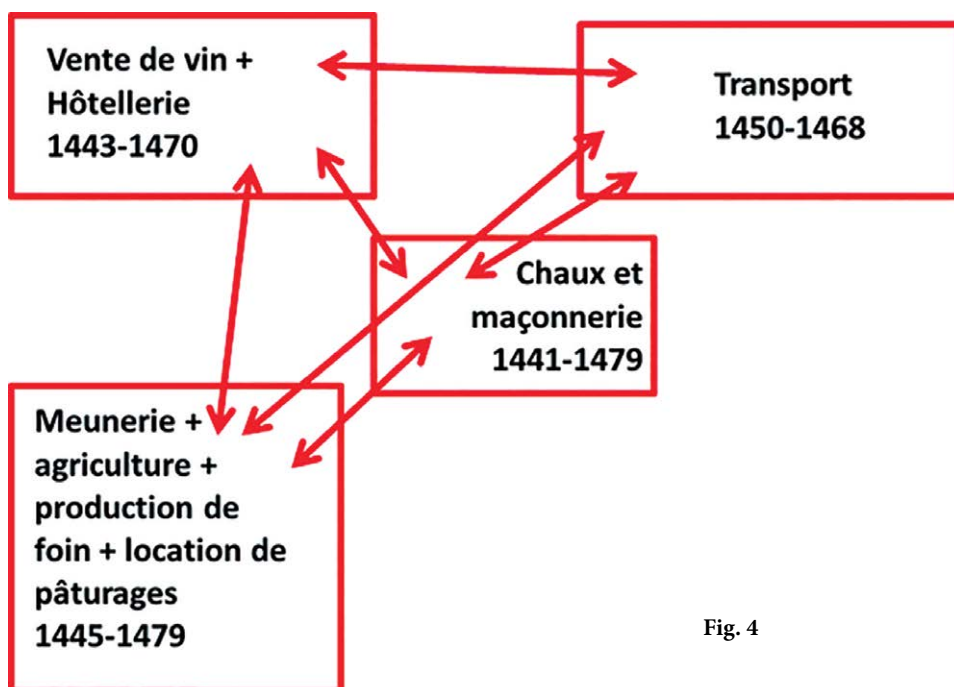 Vente de vin +
Hôtellerie
1443-1470
Transport
1450-1468
Chaux et
maçonnerie
1441-1479
Meunerie +
agriculture +
production de
foin + location de
pâturages
1445-1479
Fig. 4